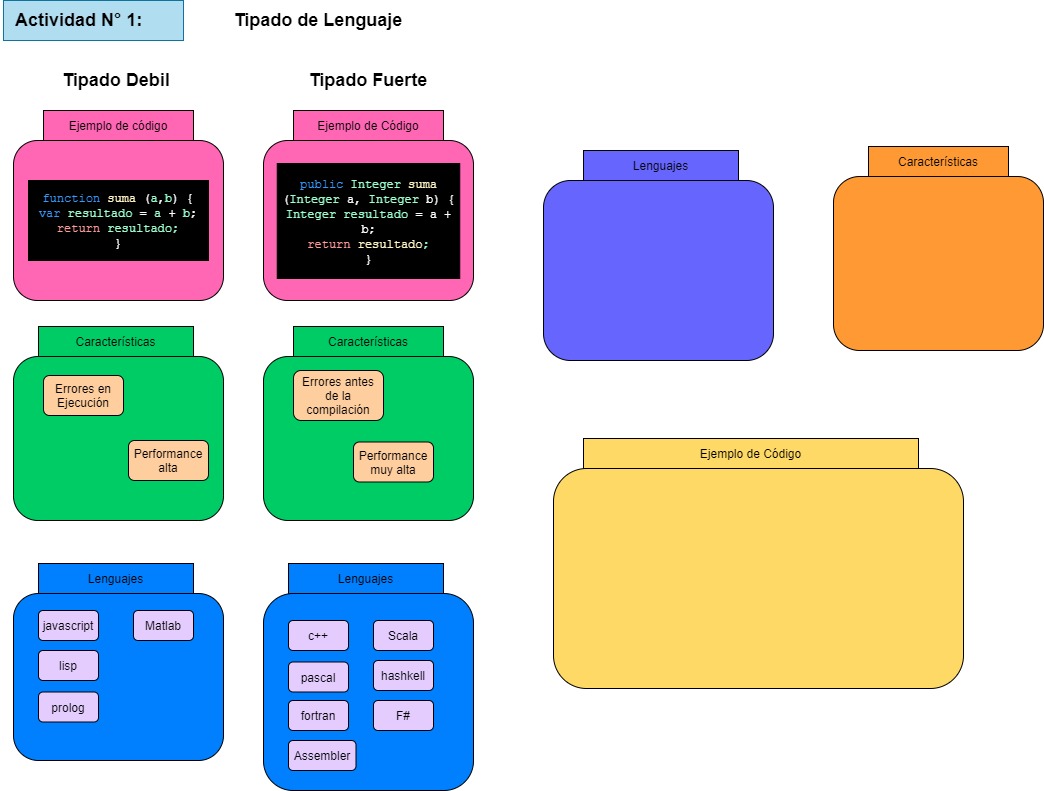 Actividad N° 1:
Tipado de Lenguaje
Tipado Debil
Tipado Fuerte
Ejemplo de código
function suma (a,b) {
var resultado = a + b;
return resultado;
}
Ejemplo de Código
public Integer suma
(Integer a, Integer b) {
Integer resultado = a +
b;
return resultado;
}
Lenguajes
Características
Características
Errores en
Ejecución
Performance
alta
Características
Errores antes
de la
compilación
Performance
muy alta
Ejemplo de Código
Lenguajes
javascript
Matlab
lisp
prolog
Lenguajes
c++
Scala
pascal
hashkell
fortran
F#
Assembler